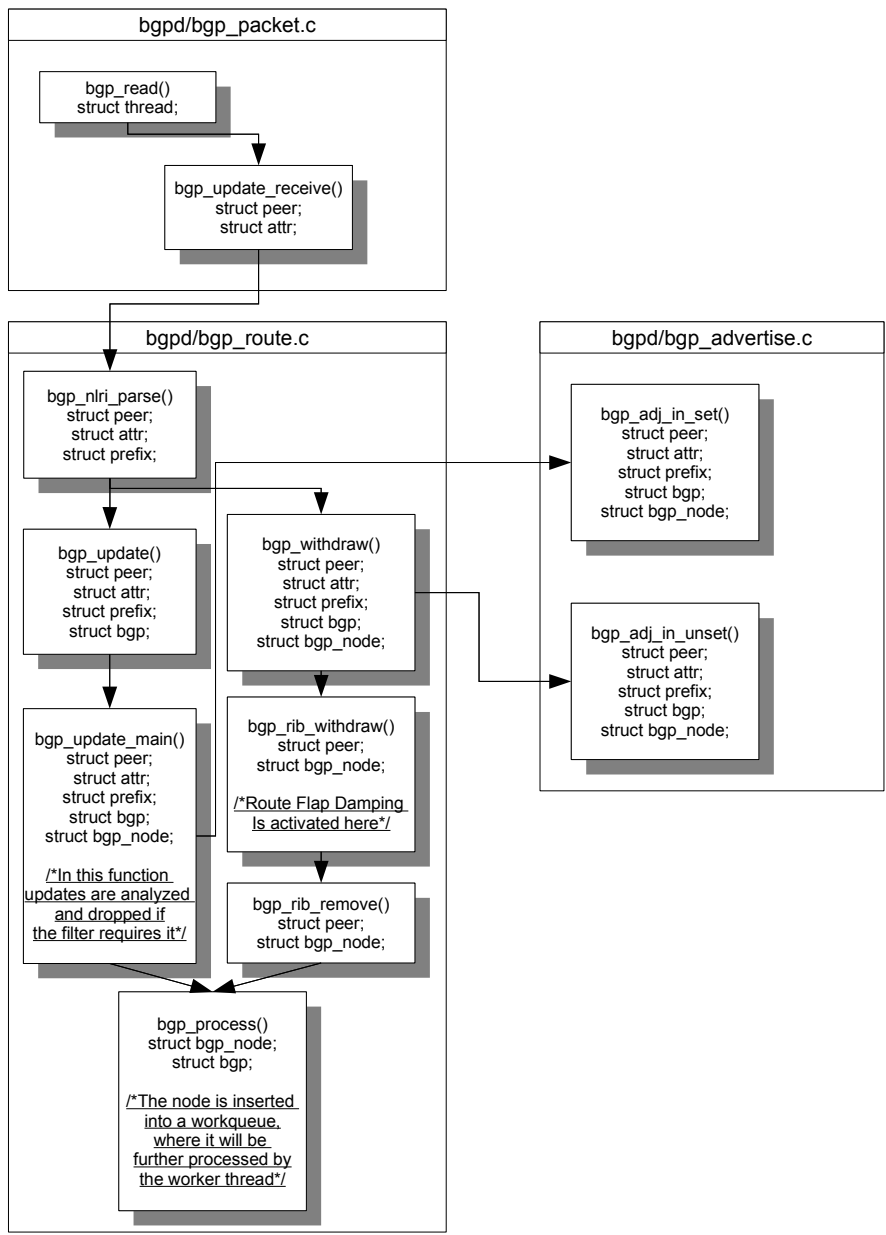 bgpd/bgp_packet.c
bgp_read()
struct thread;
bgp_update_receive()
struct peer;
struct attr;
bgpd/bgp_route.c
bgp_nlri_parse()
struct peer;
struct attr;
struct prefix;
bgp_update()
struct peer;
struct attr;
struct prefix;
struct bgp;
bgp_withdraw()
struct peer;
struct attr;
struct prefix;
struct bgp;
struct bgp_node;
bgp_update_main()
struct peer;
struct attr;
struct prefix;
struct bgp;
struct bgp_node;
/*In this function
updates are analyzed
and dropped if
the filter requires it*/
bgp_rib_withdraw()
struct peer;
struct bgp_node;
/*Route Flap Damping
Is activated here*/
bgp_rib_remove()
struct peer;
struct bgp_node;
bgp_process()
struct bgp_node;
struct bgp;
/*The node is inserted
into a workqueue,
where it will be
further processed by
the worker thread*/
bgpd/bgp_advertise.c
bgp_adj_in_set()
struct peer;
struct attr;
struct prefix;
struct bgp;
struct bgp_node;
bgp_adj_in_unset()
struct peer;
struct attr;
struct prefix;
struct bgp;
struct bgp_node;